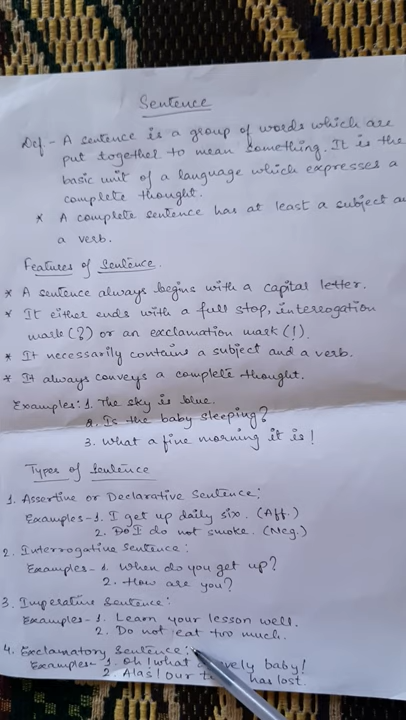 Sentence
Def. - A sentence is a group of words which are
put together to mean something. It is the
basic unit of a language which expresses a
complete thought.
* A complete sentence has at least a subject
a verb.
Features of Sentence.
* A sentence always begins with a capital letter.
* It either ends with a full stop, interrogation
mark (?) or an exclamation mark (!).
* It necessarily contains a subject and a verb.
* It always conveys a complete thought.
Examples: 1. The sky is blue.
2. Is the baby sleeping?
3. What a fine morning it is!
Types of Sentence
1. Assertive or Declarative Sentence:
Examples - 1. I get up daily six. (Aff.)
2. I do not smoke. (Neg.)
2. Interrogative Sentence:
Examples - 1. When do you get up?
2. How are you?
3. Imperative Sentence:
Examples - 1. Learn your lesson well.
2. Do not eat too much.
4. Exclamatory Sentence:
Examples 1. Oh! what a vely baby!
2. Alas! Our has lost.